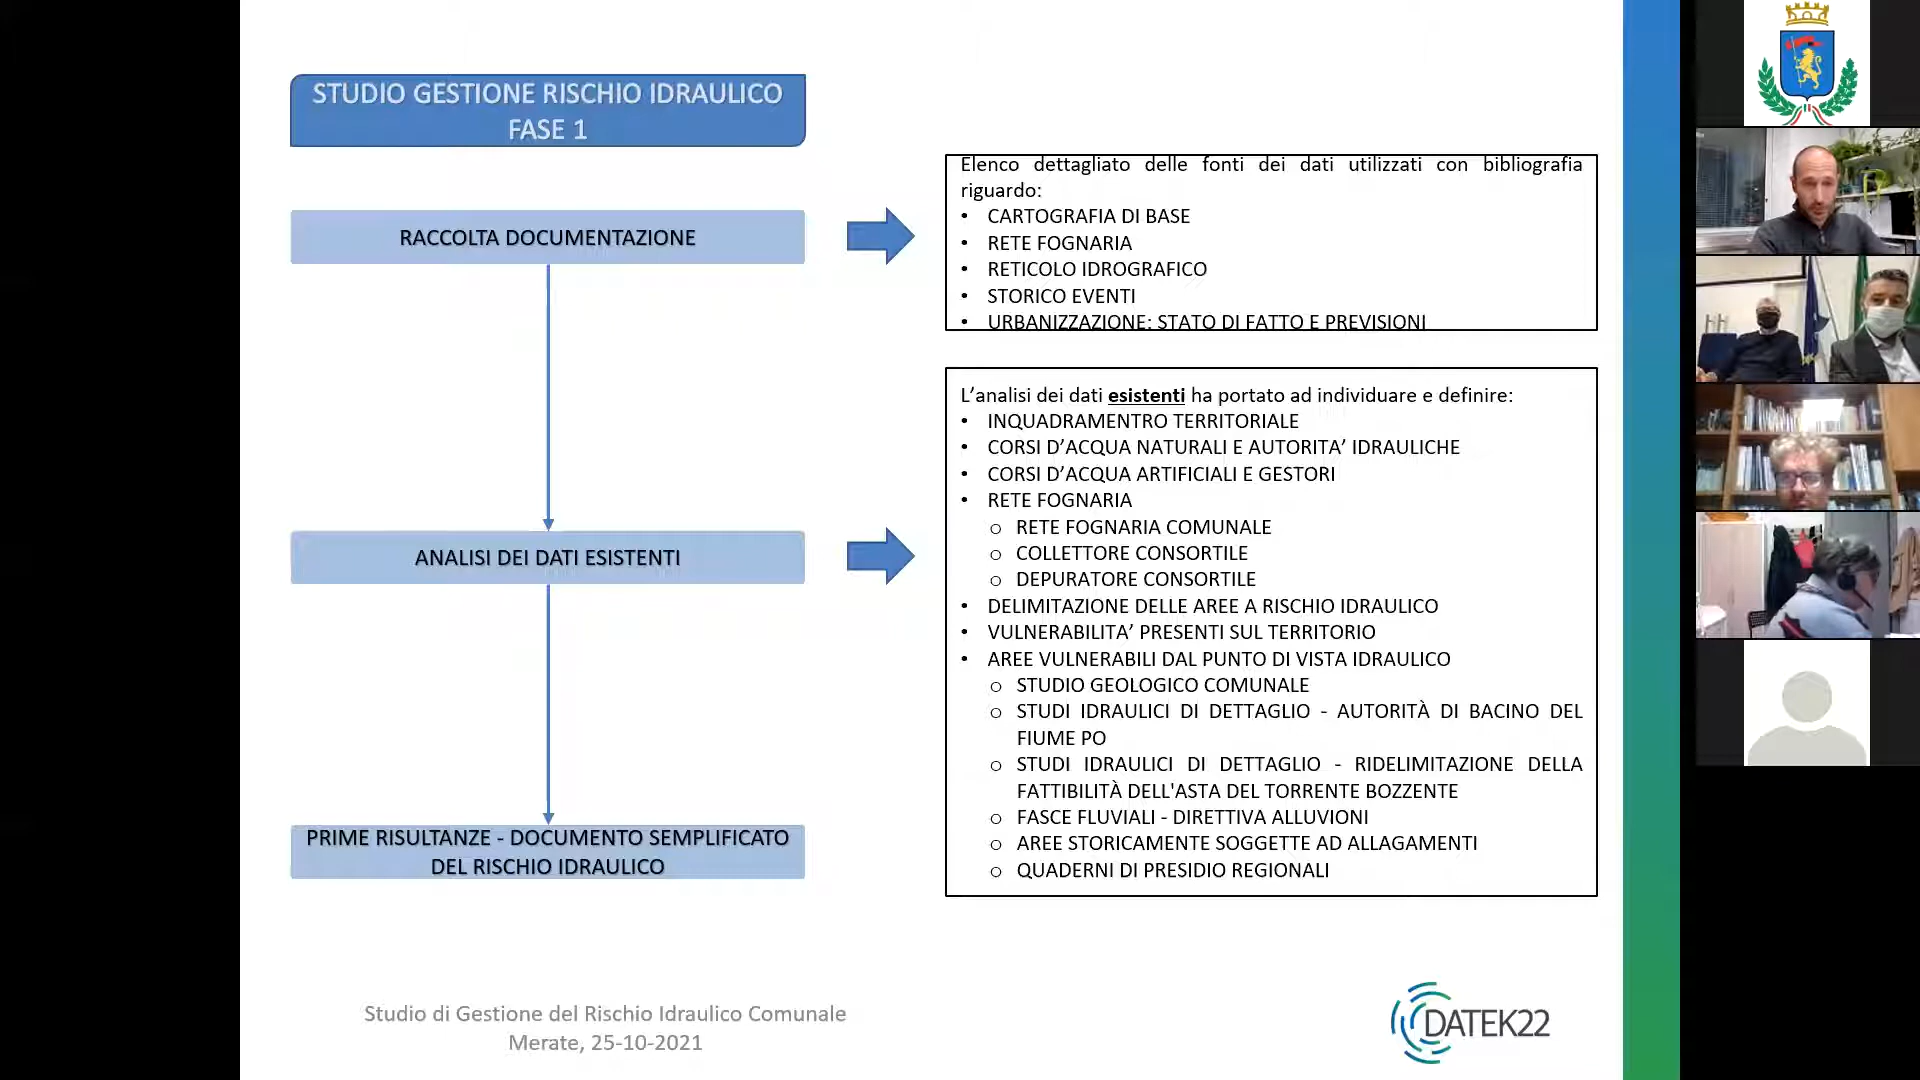 STUDIO GESTIONE RISCHIO IDRAULICO
FASE 1
RACCOLTA DOCUMENTAZIONE
Elenco dettagliato delle fonti dei dati utilizzati con bibliografia
riguardo:
• CARTOGRAFIA DI BASE
• RETE FOGNARIA
• RETICOLO IDROGRAFICO
• STORICO EVENTI
• URBANIZZAZIONE: STATO DI FATTO E PREVISIONI
ANALISI DEI DATI ESISTENTI
L’analisi dei dati esistenti ha portato ad individuare e definire:
• INQUADRAMENTRO TERRITORIALE
• CORSI D’ACQUA NATURALI E AUTORITA’ IDRAULICHE
• CORSI D’ACQUA ARTIFICIALI E GESTORI
• RETE FOGNARIA
o RETE FOGNARIA COMUNALE
o COLLETTORE CONSORTILE
o DEPURATORE CONSORTILE
• DELIMITAZIONE DELLE AREE A RISCHIO IDRAULICO
• VULNERABILITA’ PRESENTI SUL TERRITORIO
• AREE VULNERABILI DAL PUNTO DI VISTA IDRAULICO
o STUDIO GEOLOGICO COMUNALE
o STUDI IDRAULICI DI DETTAGLIO - AUTORITÀ DI BACINO DEL
FIUME PO
o STUDI IDRAULICI DI DETTAGLIO - RIDELIMITAZIONE DELLA
FATTIBILITÀ DELL'ASTA DEL TORRENTE BOZZENTE
o FASCE FLUVIALI - DIRETTIVA ALLUVIONI
o AREE STORICAMENTE SOGGETTE AD ALLAGAMENTI
o QUADERNI DI PRESIDIO REGIONALI
PRIME RISULTANZE - DOCUMENTO SEMPLIFICATO
DEL RISCHIO IDRAULICO
Studio di Gestione del Rischio Idraulico Comunale
Merate, 25-10-2021
DATEK22